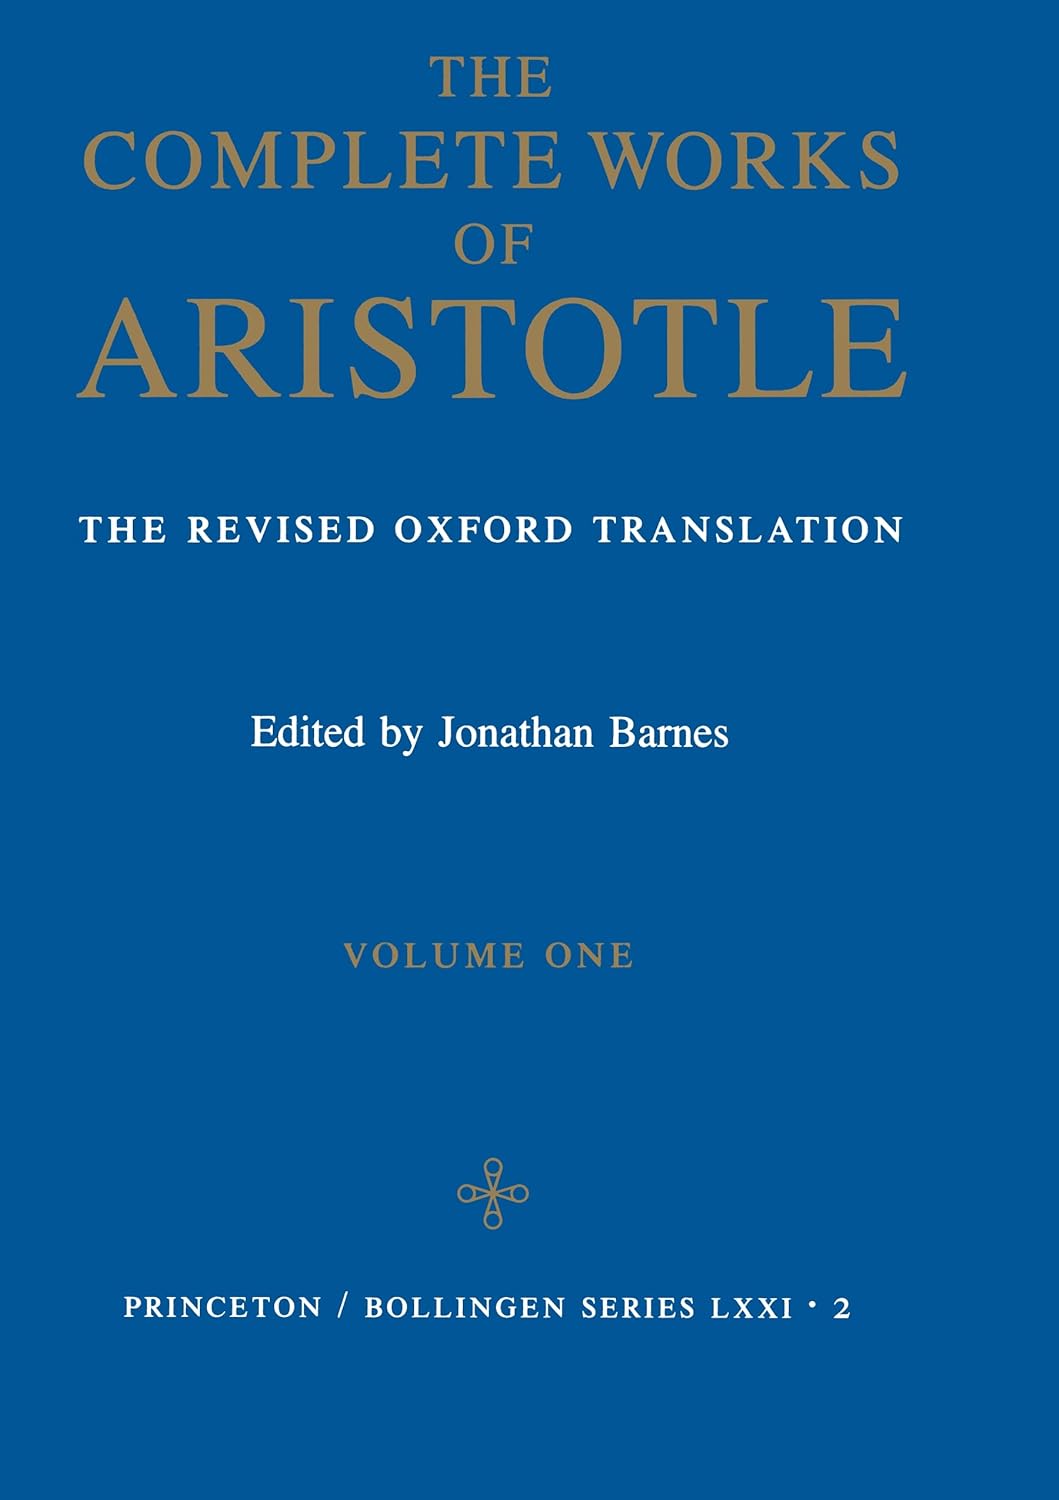 THE
COMPLETE WORKS
OF
ARISTOTLE
THE REVISED OXFORD TRANSLATION
Edited by Jonathan Barnes
VOLUME ONE
PRINCETON / BOLLINGEN SERIES LXXI · 2